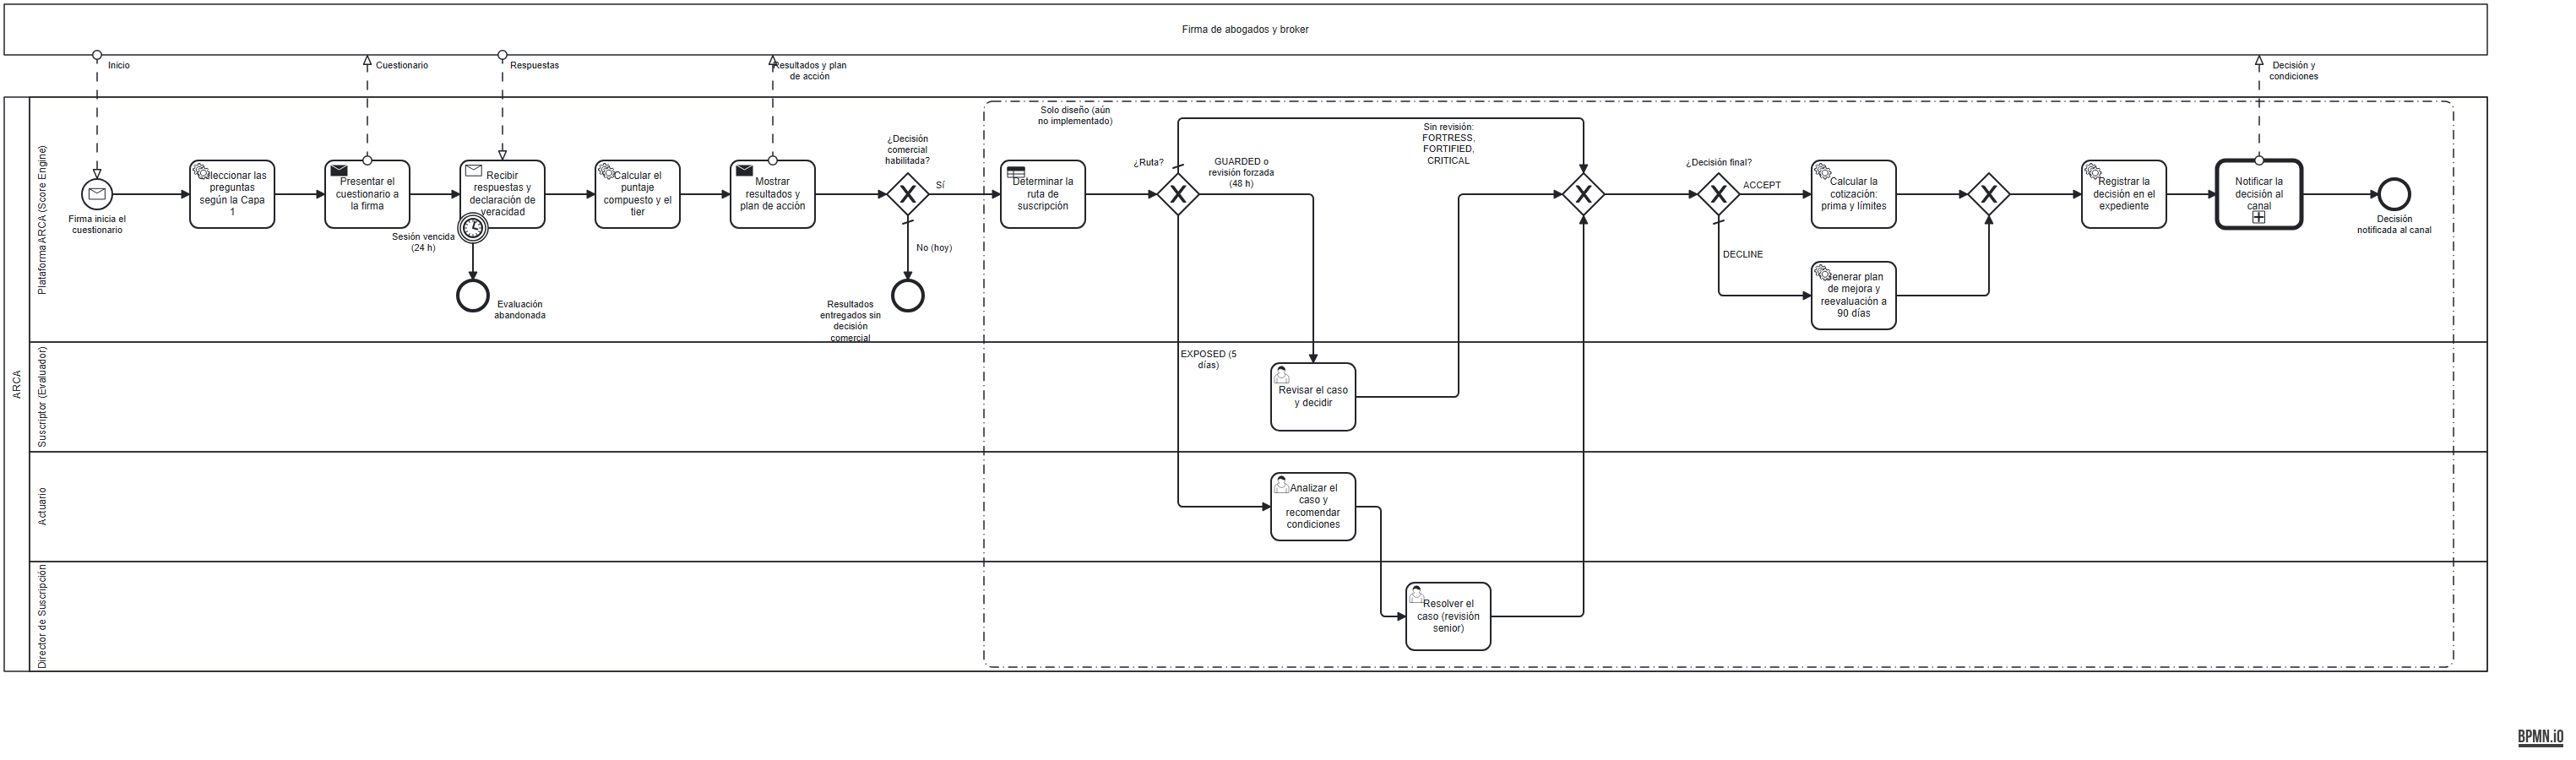 Firma de abogados y broker
Inicio
Cuestionario
Respuestas
Resultados y plan
de acción
Decisión y
condiciones
ARCA
Plataforma ARCA (Score Engine)
Suscriptor (Evaluador)
Actuario
Director de Suscripción
Solo diseño (aún
no implementado)
Firma inicia el
cuestionario
preguntas
según la Capa
1
Presentar el
cuestionario a
la firma
Recibir
respuestas y
declaración de
veracidad
Sesión vencida
(24 h)
Evaluación
abandonada
Calcular el
puntaje
compuesto y el
tier
Mostrar
resultados y
plan de acción
¿Decisión
comercial
habilitada?
Sí
No (hoy)
Resultados
entregados sin
decisión
comercial
Determinar la
ruta de
suscripción
¿Ruta?
GUARDED o
revisión forzada
(48 h)
Sin revisión:
FORTRESS,
FORTIFIED,
CRITICAL
EXPOSED (5
días)
Revisar el caso
y decidir
Analizar el
caso y
recomendar
condiciones
Resolver el
caso (revisión
senior)
¿Decisión final?
ACCEPT
DECLINE
Calcular la
cotización:
prima y límites
Generar plan
de mejora y
reevaluación a
90 días
Registrar la
decisión en el
expediente
Notificar la
decisión al
canal
Decisión
notificada al canal
BPMN.iO